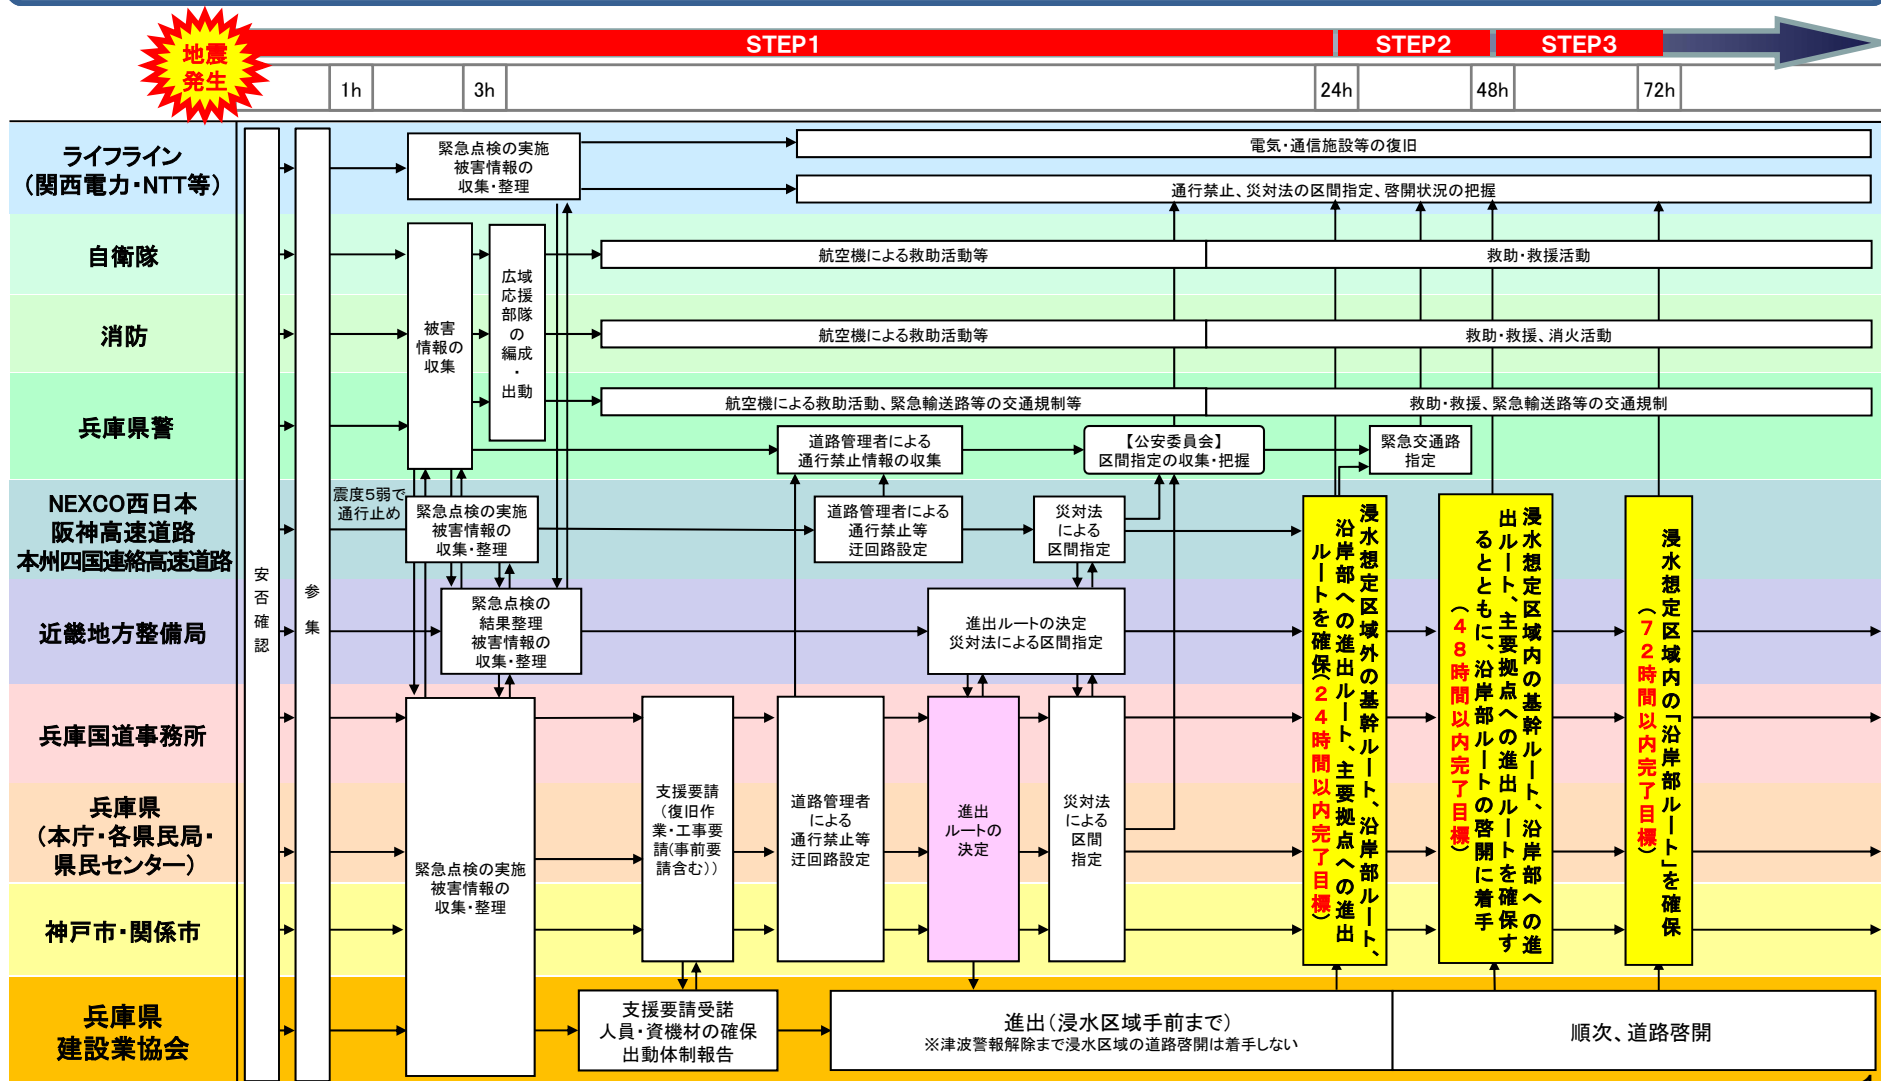 地震
発生
STEP1
STEP2
STEP3
1h
3h
24h
48h
72h
安否確認
参集
ライフライン
（関西電力・NTT等）
緊急点検の実施
被害情報の
収集・整理
電気・通信施設等の復旧
通行禁止、災対法の区間指定、啓開状況の把握
自衛隊
航空機による救助活動等
救助・救援活動
消防
被害
情報の
収集
広域
応援
部隊
の
編成
・
出動
航空機による救助活動等
救助・救援、消火活動
兵庫県警
航空機による救助活動、緊急輸送路等の交通規制等
救助・救援、緊急輸送路等の交通規制
道路管理者による
通行禁止情報の収集
【公安委員会】
区間指定の収集・把握
緊急交通路
指定
NEXCO西日本
阪神高速道路
本州四国連絡高速道路
震度5弱で
通行止め
緊急点検の実施
被害情報の
収集・整理
道路管理者による
通行禁止等
迂回路設定
災対法
による
区間指定
近畿地方整備局
緊急点検の
結果整理
被害情報の
収集・整理
進出ルートの決定
災対法による区間指定
兵庫国道事務所
兵庫県
（本庁・各県民局・
県民センター）
神戸市・関係市
緊急点検の実施
被害情報の
収集・整理
支援要請
（復旧作
業・工事要
請(事前要
請含む））
道路管理者
による
通行禁止等
迂回路設定
進出
ルートの
決定
災対法
による
区間
指定
浸水想定区域外の基幹ルート、沿岸部ルート、
沿岸部への進出ルート、主要拠点への進出
ルートを確保（24時間以内完了目標）
浸水想定区域内の基幹ルート、沿岸部への進
出ルート、主要拠点への進出ルートを確保す
るとともに、沿岸部ルートの啓開に着手
（48時間以内完了目標）
浸水想定区域内の「沿岸部ルート」を確保
（72時間以内完了目標）
兵庫県
建設業協会
支援要請受諾
人員・資機材の確保
出動体制報告
進出（浸水区域手前まで）
※津波警報解除まで浸水区域の道路啓開は着手しない
順次、道路啓開